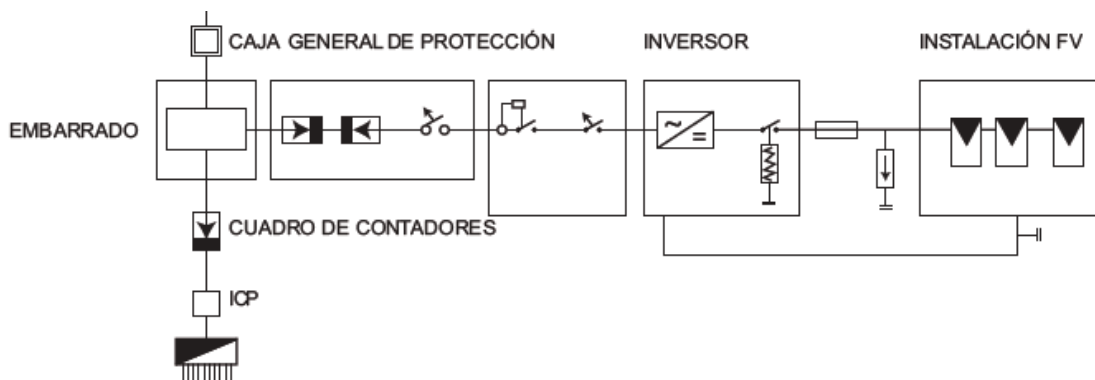 CAJA GENERAL DE PROTECCIÓN
INVERSOR
INSTALACIÓN FV
EMBARRADO
CUADRO DE CONTADORES
ICP